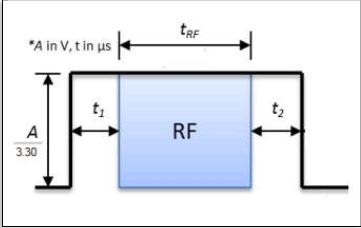 *A in V, t in µs
tRF
t1
t2
RF
A
3.30